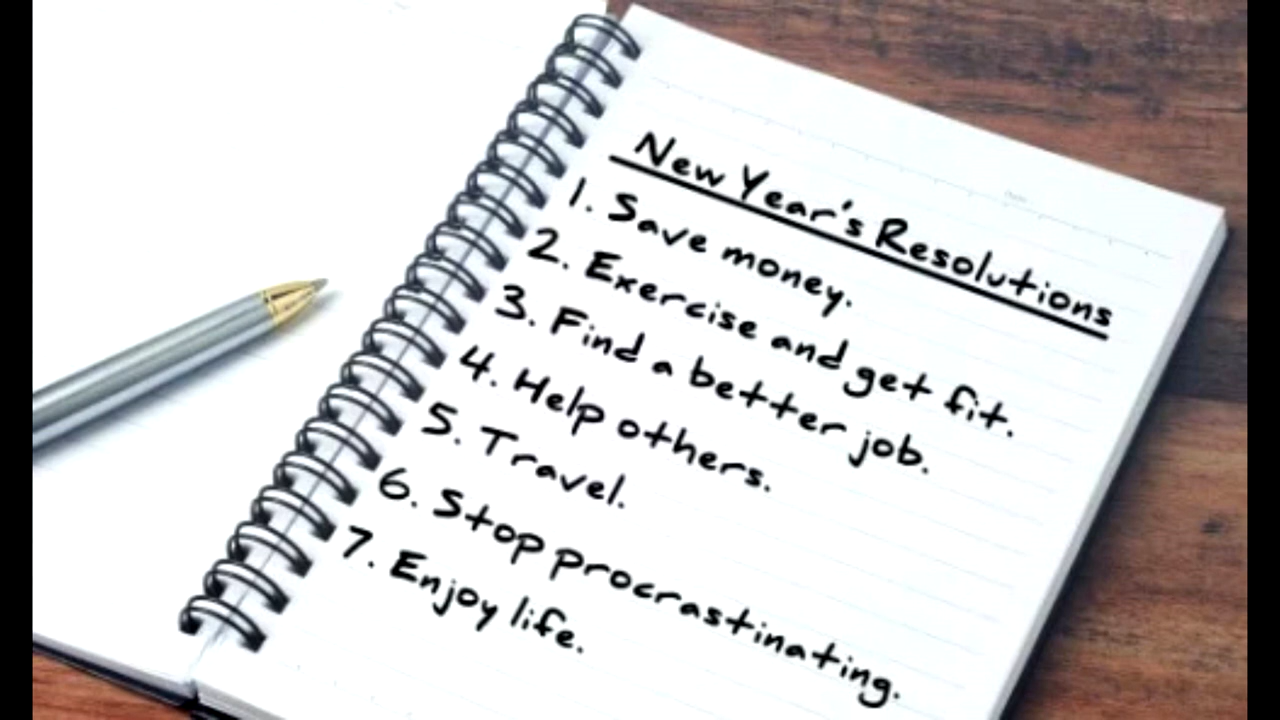 New Year's Resolutions
1. Save money.
2. Exercise and get fit.
3. Find a better job.
4. Help others.
5. Travel.
6. Stop procrastinating.
7. Enjoy life.